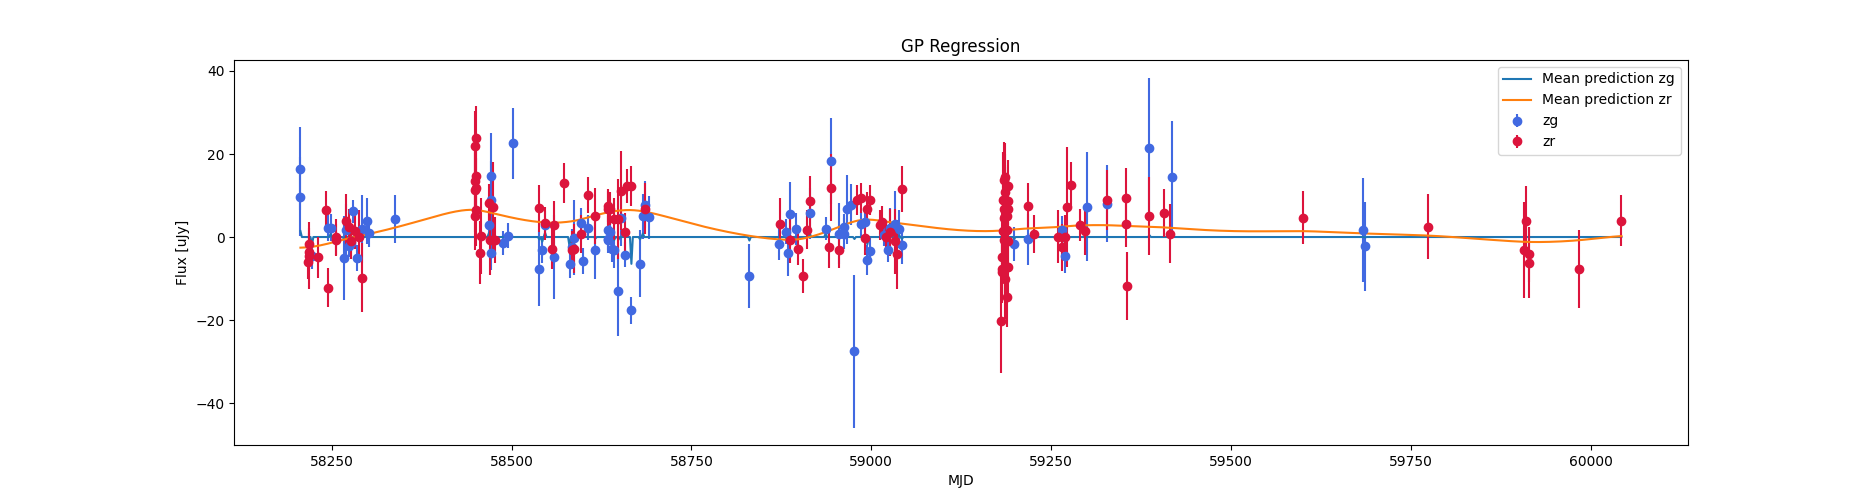 GP Regression
Flux [uJy]
40
20
0
−20
−40
Mean prediction zg
Mean prediction zr
zg
zr
58250
58500
58750
59000
59250
59500
59750
60000
MJD